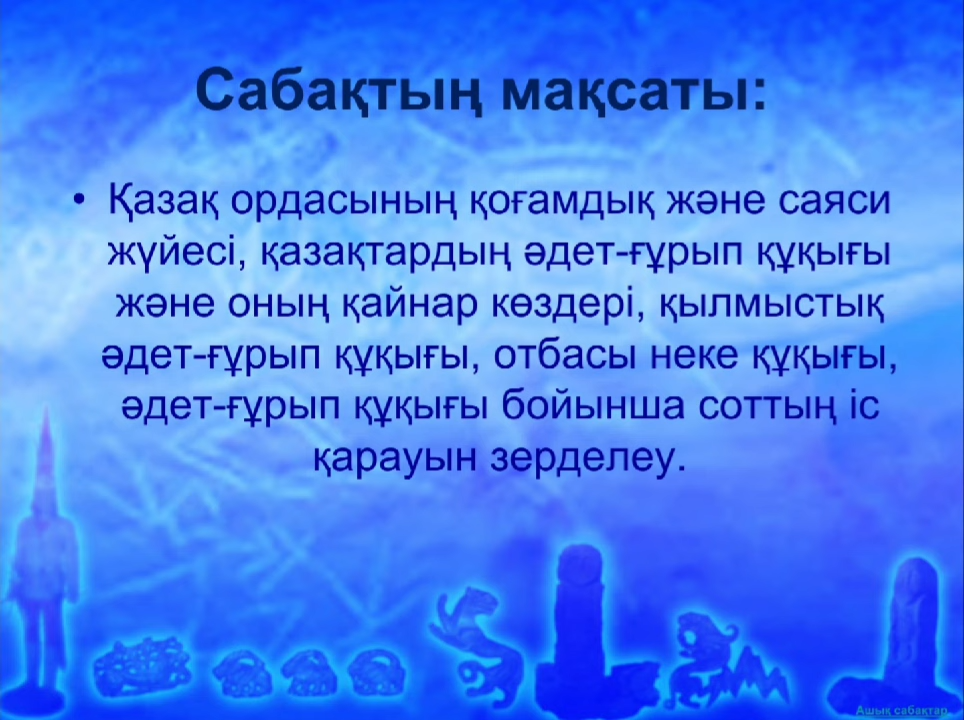 Сабақтың мақсаты:
• Қазақ ордасының қоғамдық және саяси
жүйесі, қазақтардың әдет-ғұрып құқығы
және оның қайнар көздері, қылмыстық
әдет-ғұрып құқығы, отбасы неке құқығы,
әдет-ғұрып құқығы бойынша соттың іс
қарауын зерделеу.
Ашық сабақтар